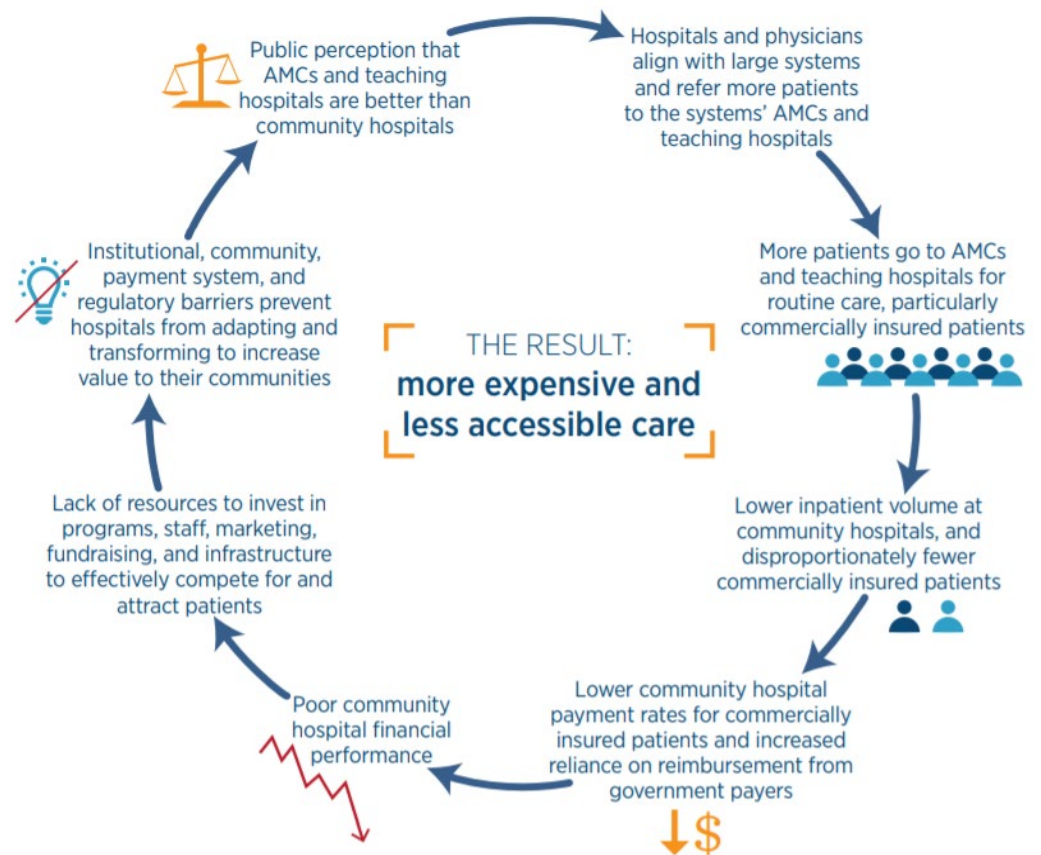 Public perception that
AMCs and teaching
hospitals are better than
community hospitals
Hospitals and physicians
align with large systems
and refer more patients
to the systems’ AMCs and
teaching hospitals
More patients go to AMCs
and teaching hospitals for
routine care, particularly
commercially insured patients
Lower inpatient volume at
community hospitals, and
disproportionately fewer
commercially insured patients
Lower community hospital
payment rates for commercially
insured patients and increased
reliance on reimbursement from
government payers
$
Poor community
hospital financial
performance
Lack of resources to invest in
programs, staff, marketing,
fundraising, and infrastructure
to effectively compete for and
attract patients
Institutional, community,
payment system, and
regulatory barriers prevent
hospitals from adapting and
transforming to increase
value to their communities
THE RESULT:
more expensive and
less accessible care